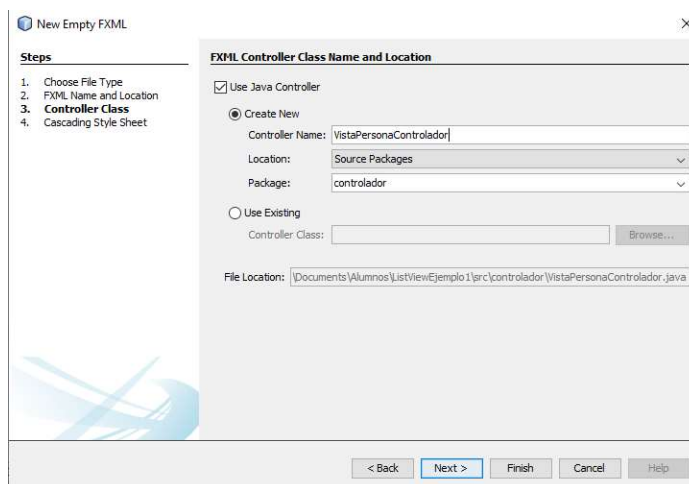 New Empty FXML
Steps
1. Choose File Type
2. FXML Name and Location
3. Controller Class
4. Cascading Style Sheet
FXML Controller Class Name and Location
Use Java Controller
Create New
Controller Name: VistaPersonaControlador
Location: Source Packages
Package: controlador
Use Existing
Controller Class: Browse...
File Location: \Documents\Alumnos\ListViewEjemplo1\src\controlador\VistaPersonaControlador.java
< Back Next > Finish Cancel Help